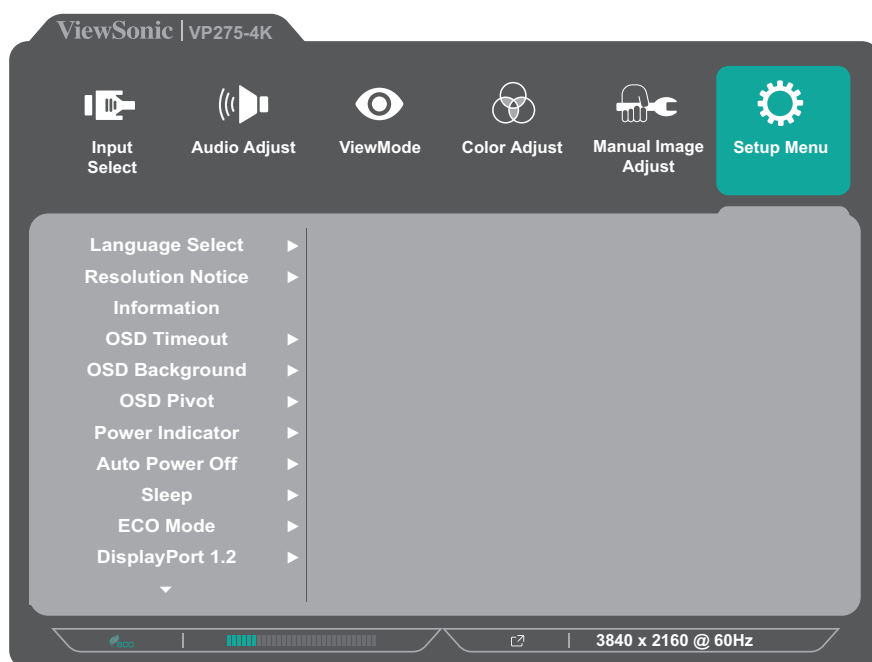 ViewSonic | VP275-4K
Input
Select
Audio Adjust
ViewMode
Color Adjust
Manual Image
Adjust
Setup Menu
Language Select
Resolution Notice
Information
OSD Timeout
OSD Background
OSD Pivot
Power Indicator
Auto Power Off
Sleep
ECO Mode
DisplayPort 1.2
eco
3840 x 2160 @ 60Hz